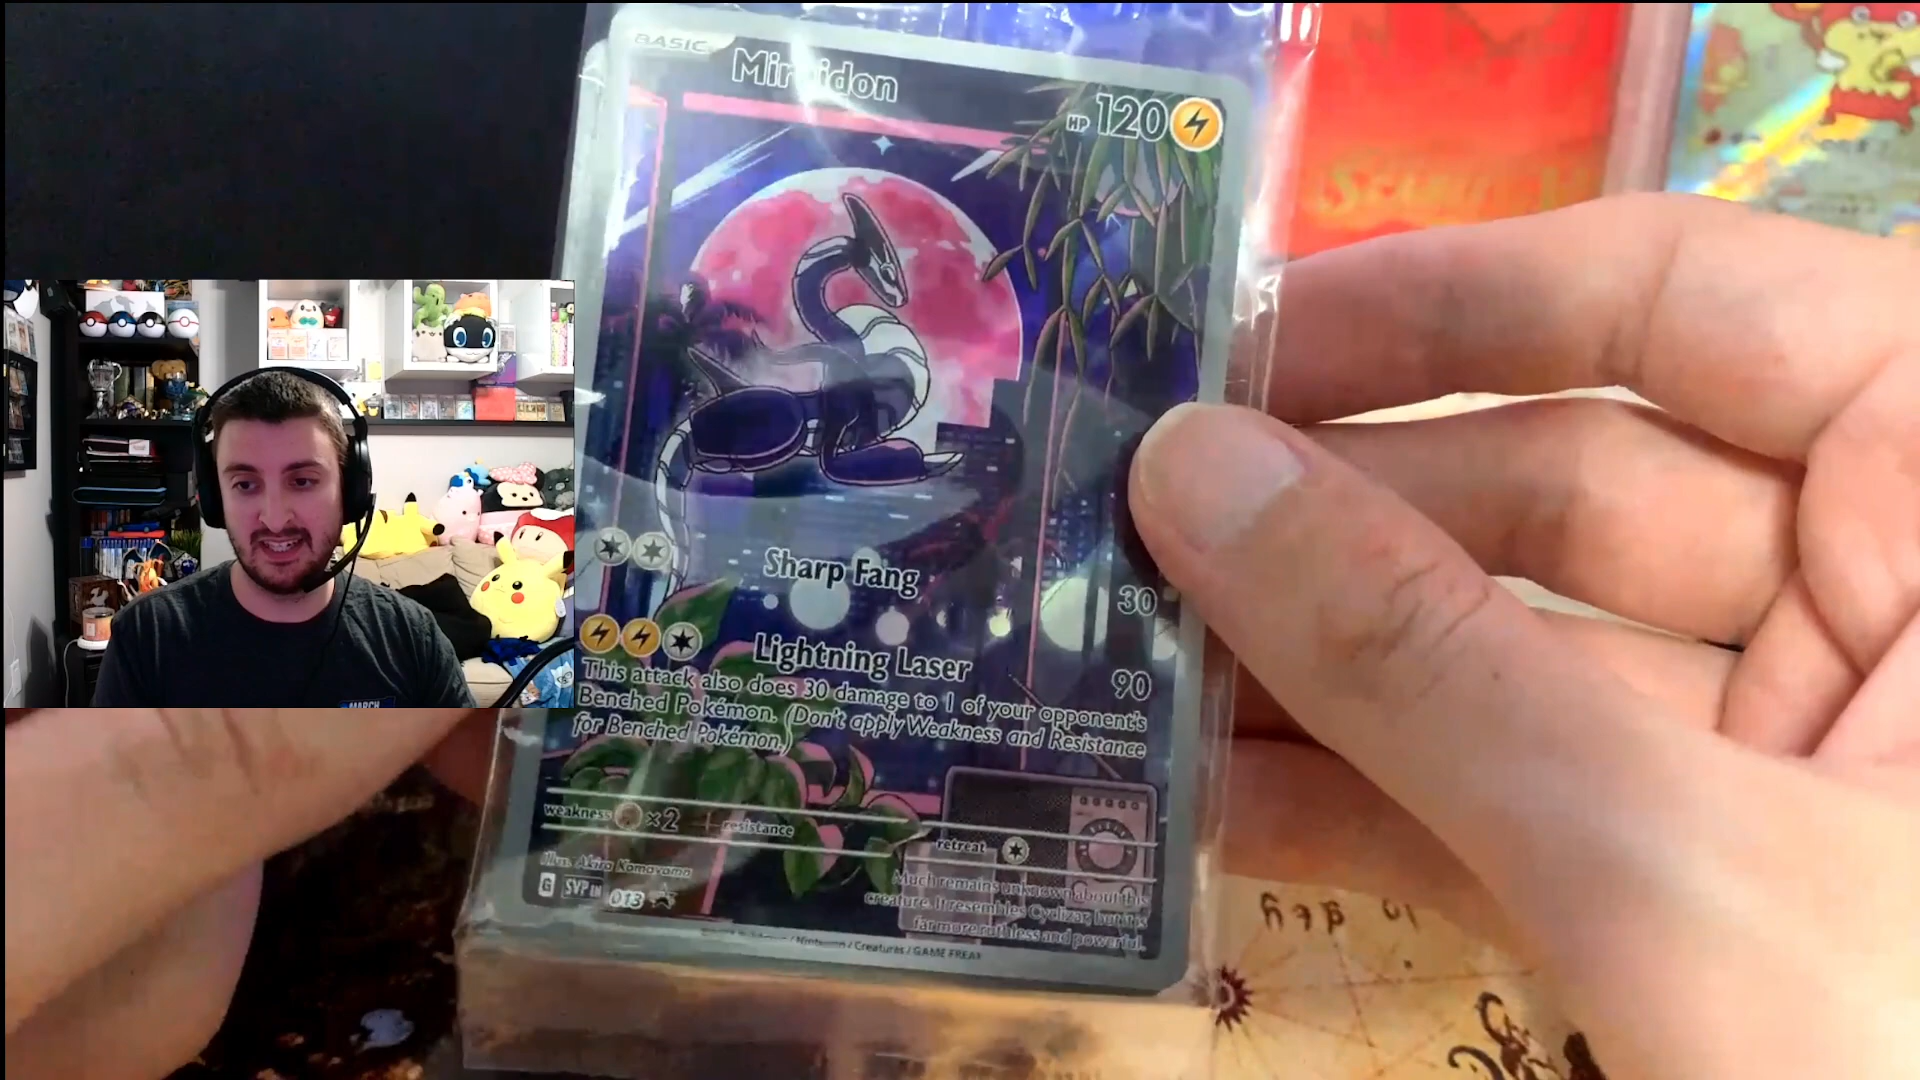 BASIC
Miraidon
HP 120
Sharp Fang
30
Lightning Laser
90
This attack also does 30 damage to 1 of your opponent's
Benched Pokémon. (Don't apply Weakness and Resistance
for Benched Pokémon.)
weakness ×2 resistance
retreat
Illus. Akira Komayama
G SVP EN 013
Much remains unknown about this
creature. It resembles Cyclizar, but it is
far more ruthless and powerful.
/ Nintendo / Creatures / GAME FREAK
MARCH